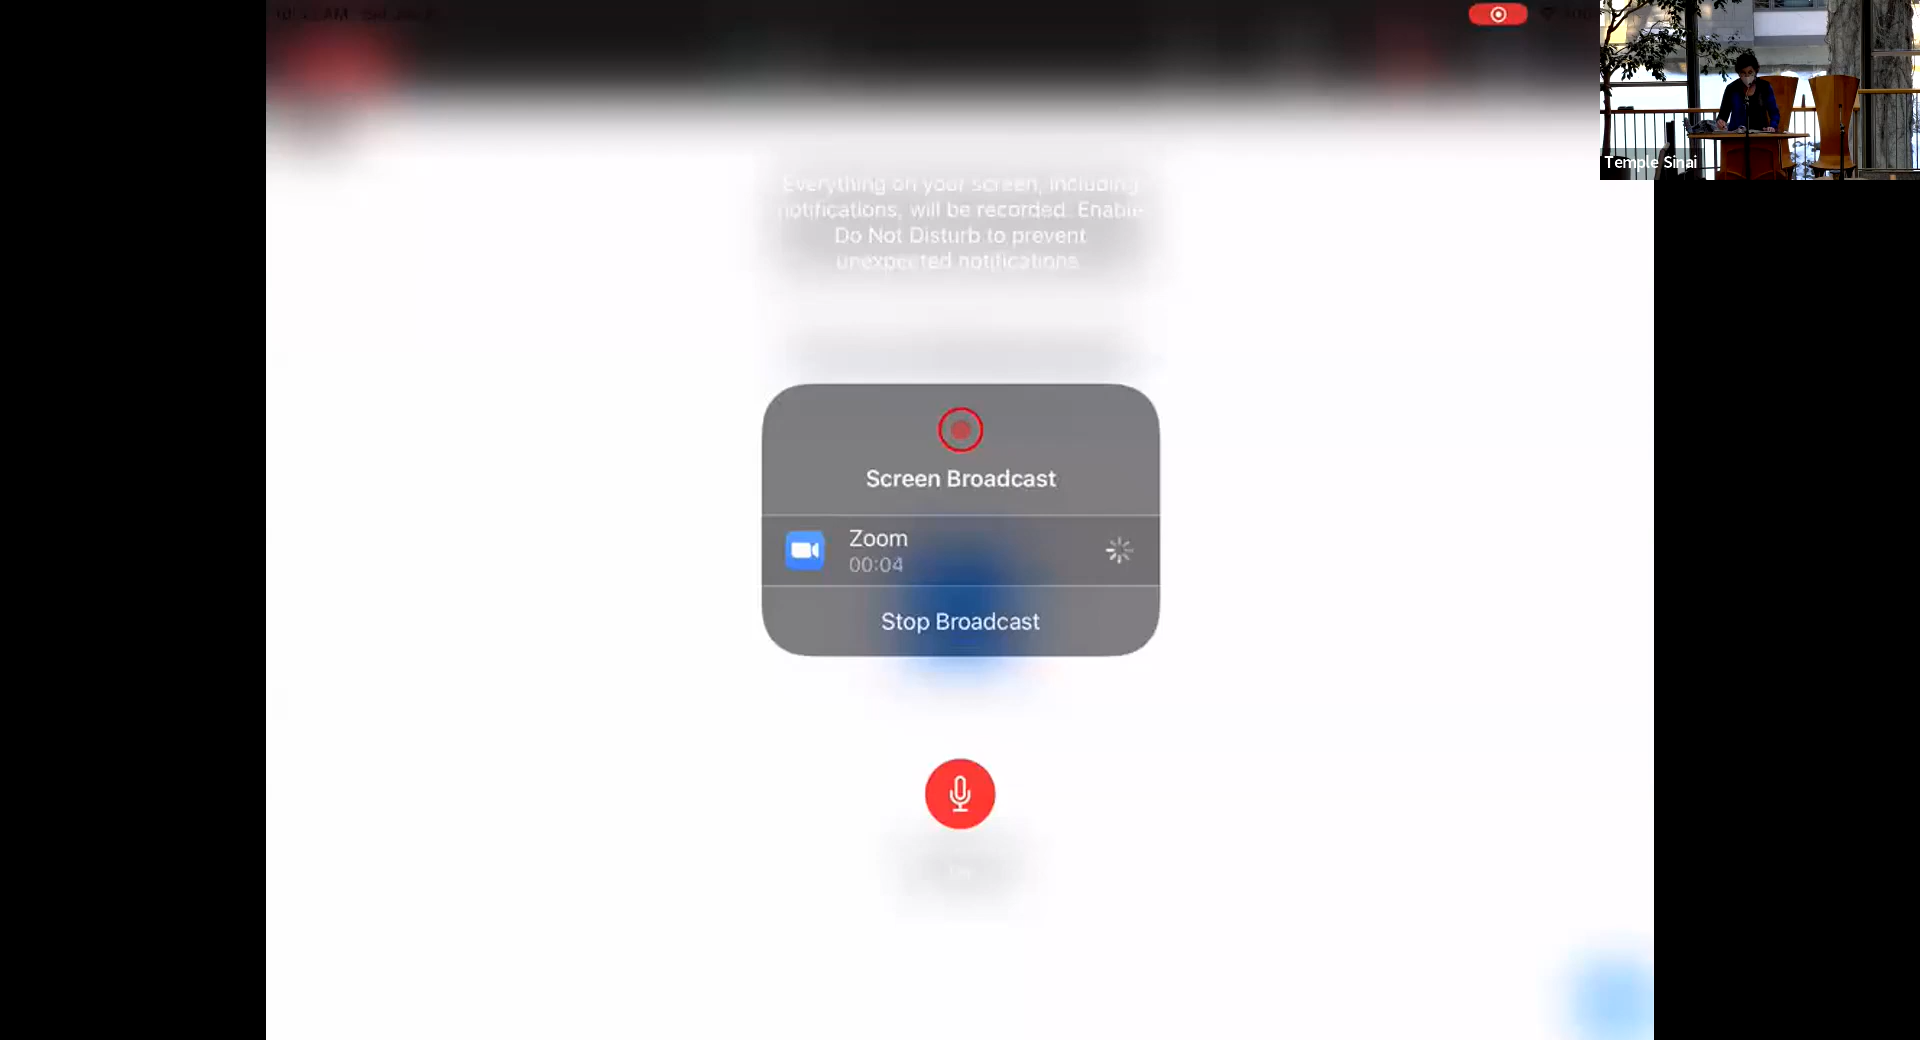 AM
Temple Sinai
Everything on your screen, including
notifications, will be recorded. Enable
Do Not Disturb to prevent
unexpected notifications.
Screen Broadcast
Zoom
00:04
Stop Broadcast